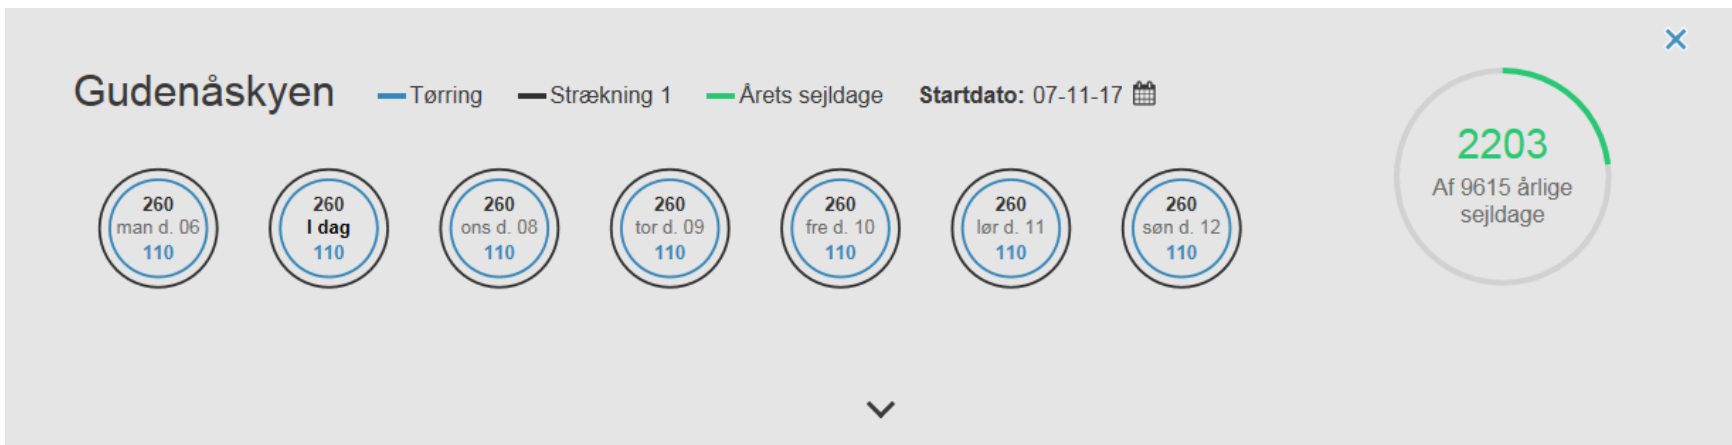 Gudenåskyen Tørring Strækning 1 Årets sejldage Startdato: 07-11-17
2203
Af 9615 årlige
sejldage
260
man d. 06
110
260
I dag
110
260
ons d. 08
110
260
tor d. 09
110
260
fre d. 10
110
260
lør d. 11
110
260
søn d. 12
110